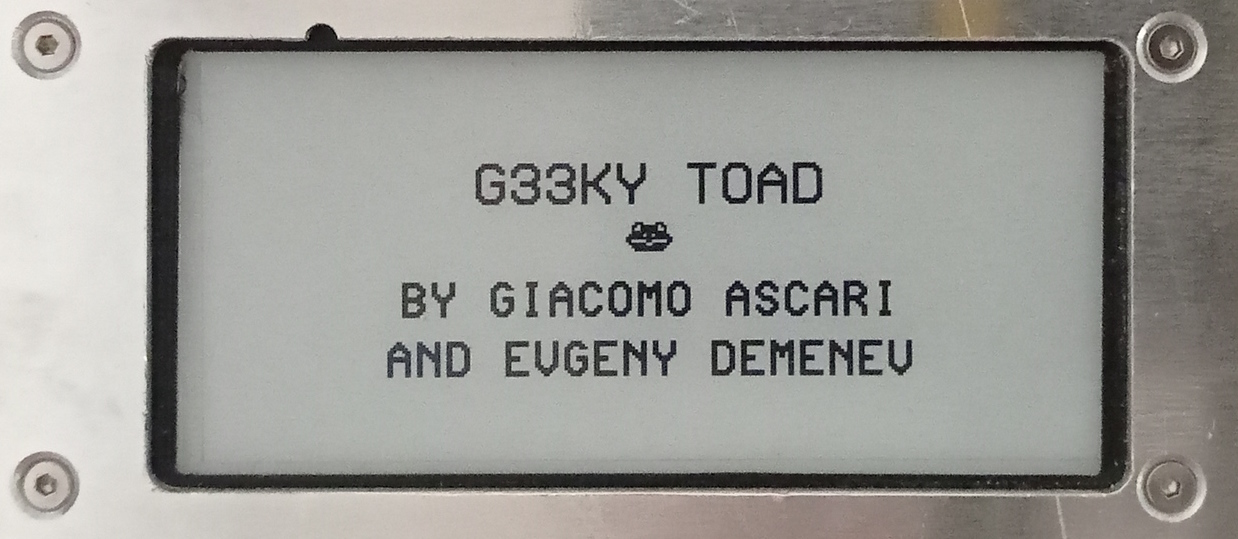 G33KY TOAD
BY GIACOMO ASCARI
AND EVGENY DEMENEV